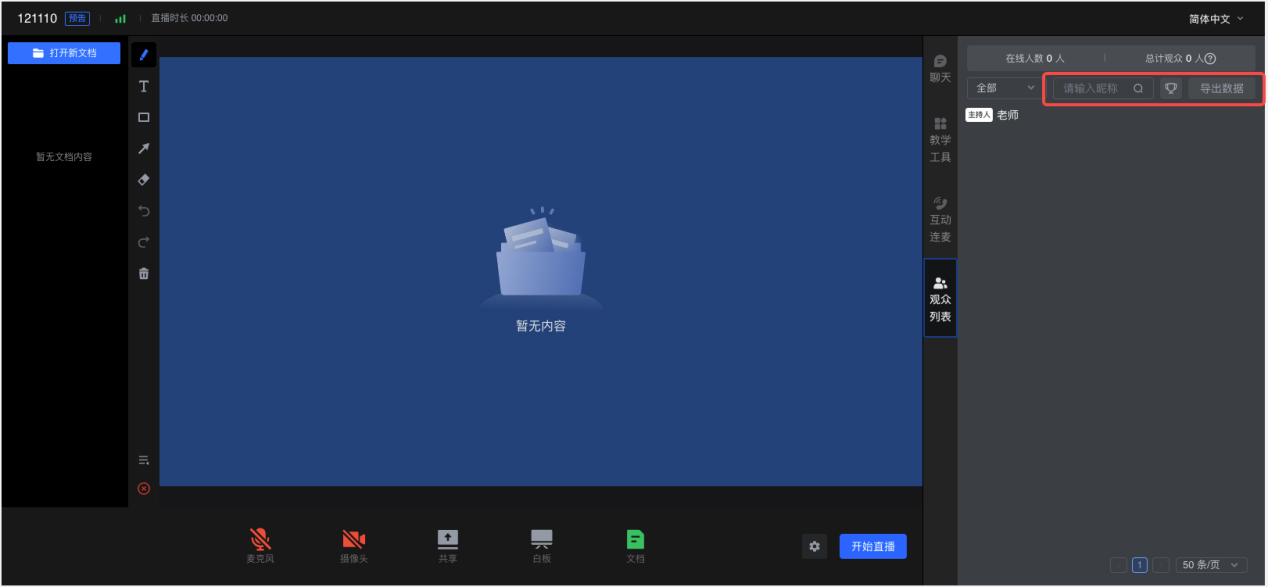 121110 预告 直播时长 00:00:00 简体中文
打开新文档
暂无文档内容
T
暂无内容
聊天
教学
工具
互动
连麦
观众
列表
在线人数 0 人 总计观众 0 人
全部 请输入昵称 导出数据
主持人 老师
麦克风 摄像头 共享 白板 文档 开始直播
1 50 条/页